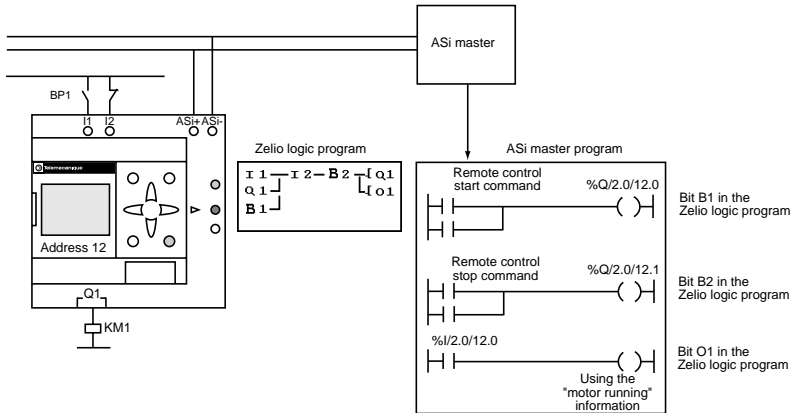 ASi master
BP1
I1 I2 ASi+ ASi-
Telemecanique
Address 12
Q1
KM1
Zelio logic program
I 1 — I 2 — B 2 —[ Q 1
Q 1 [ O 1
B 1
ASi master program
Remote control
start command
%Q/2.0/12.0
Bit B1 in the
Zelio logic program
Remote control
stop command
%Q/2.0/12.1
Bit B2 in the
Zelio logic program
%I/2.0/12.0
Bit O1 in the
Zelio logic program
Using the
"motor running"
information